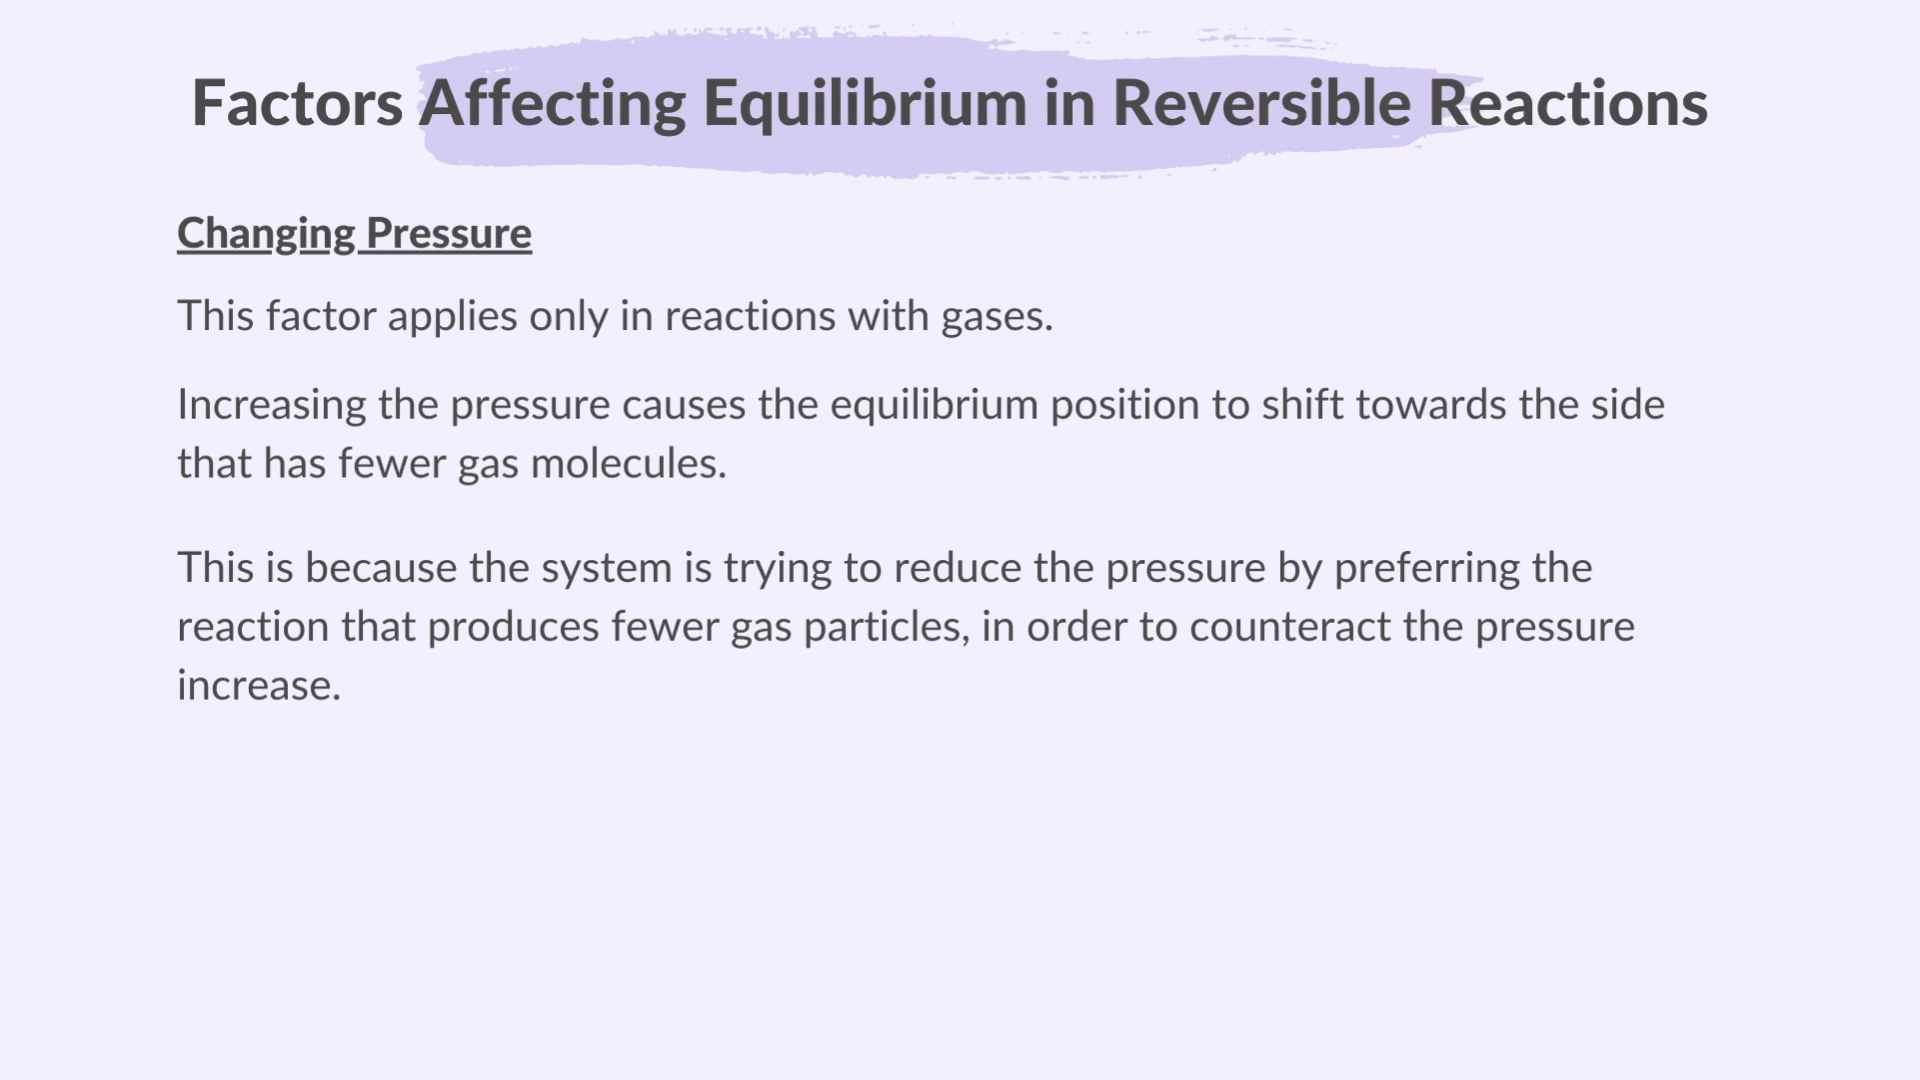 Factors Affecting Equilibrium in Reversible Reactions
Changing Pressure
This factor applies only in reactions with gases.
Increasing the pressure causes the equilibrium position to shift towards the side
that has fewer gas molecules.
This is because the system is trying to reduce the pressure by preferring the
reaction that produces fewer gas particles, in order to counteract the pressure
increase.